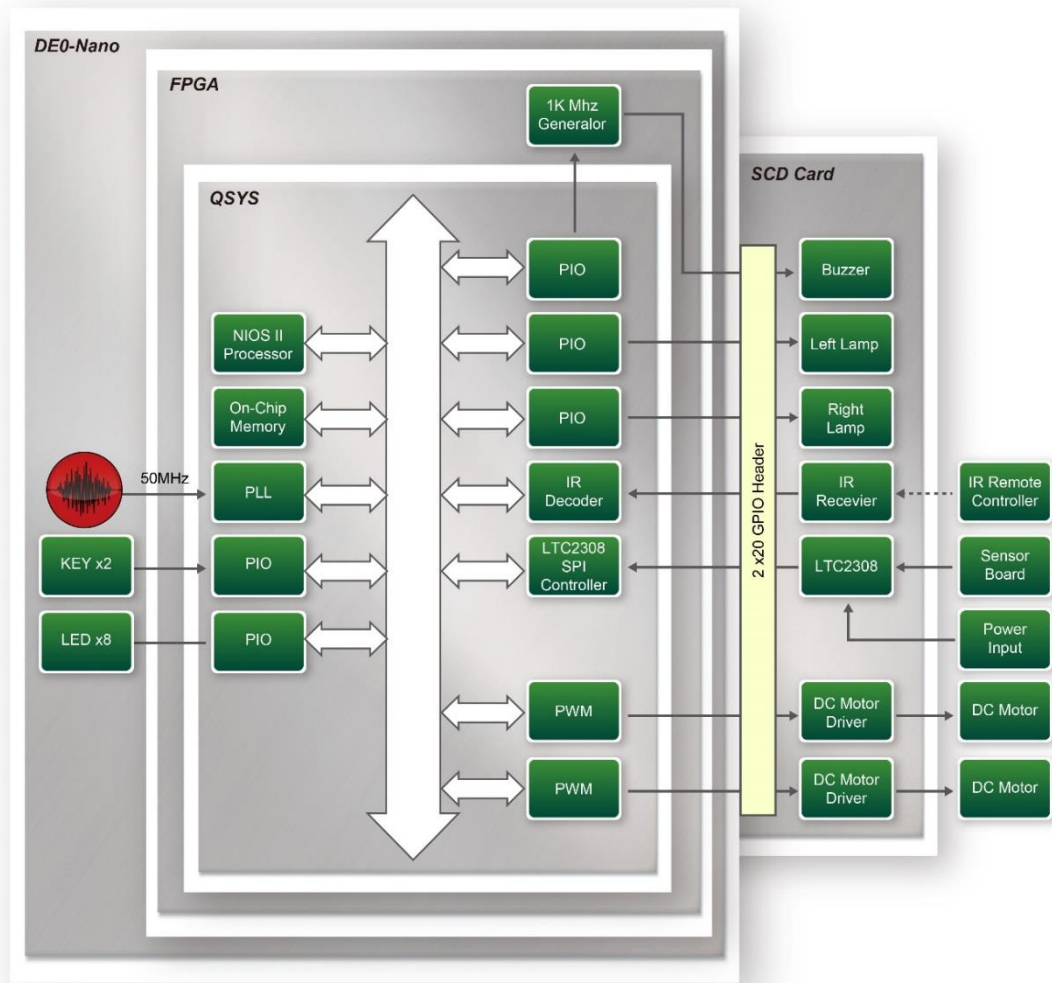 DE0-Nano
FPGA
1K Mhz
Generalor
SCD Card
QSYS
PIO
Buzzer
NIOS II
Processor
PIO
Left Lamp
On-Chip
Memory
PIO
Right
Lamp
50MHz
PLL
IR
Decoder
IR
Recevier
IR Remote
Controller
KEY x2
PIO
LTC2308
SPI
Controller
LTC2308
Sensor
Board
LED x8
PIO
Power
Input
2 x20 GPIO Header
PWM
DC Motor
Driver
DC Motor
PWM
DC Motor
Driver
DC Motor